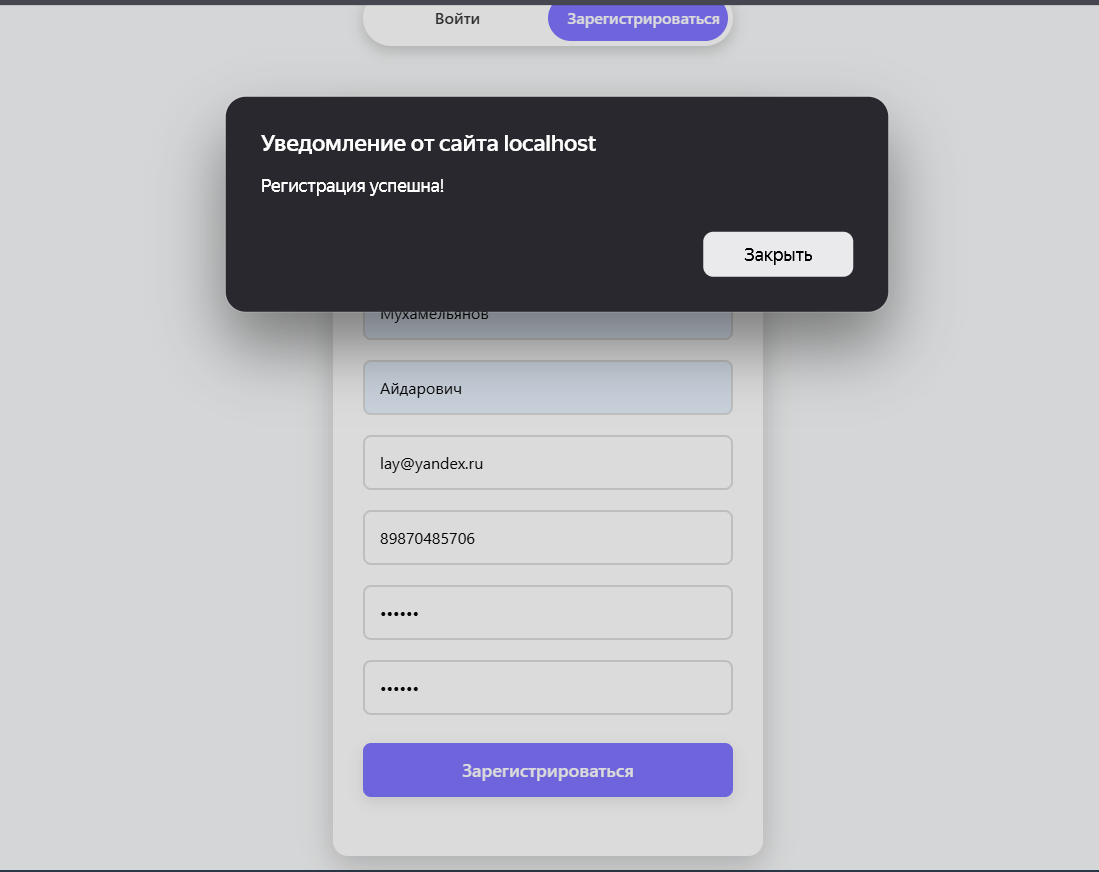 Войти
Зарегистрироваться
Уведомление от сайта localhost
Регистрация успешна!
Закрыть
Мухамельянов
Айдарович
lay@yandex.ru
89870485706
••••••
••••••
Зарегистрироваться